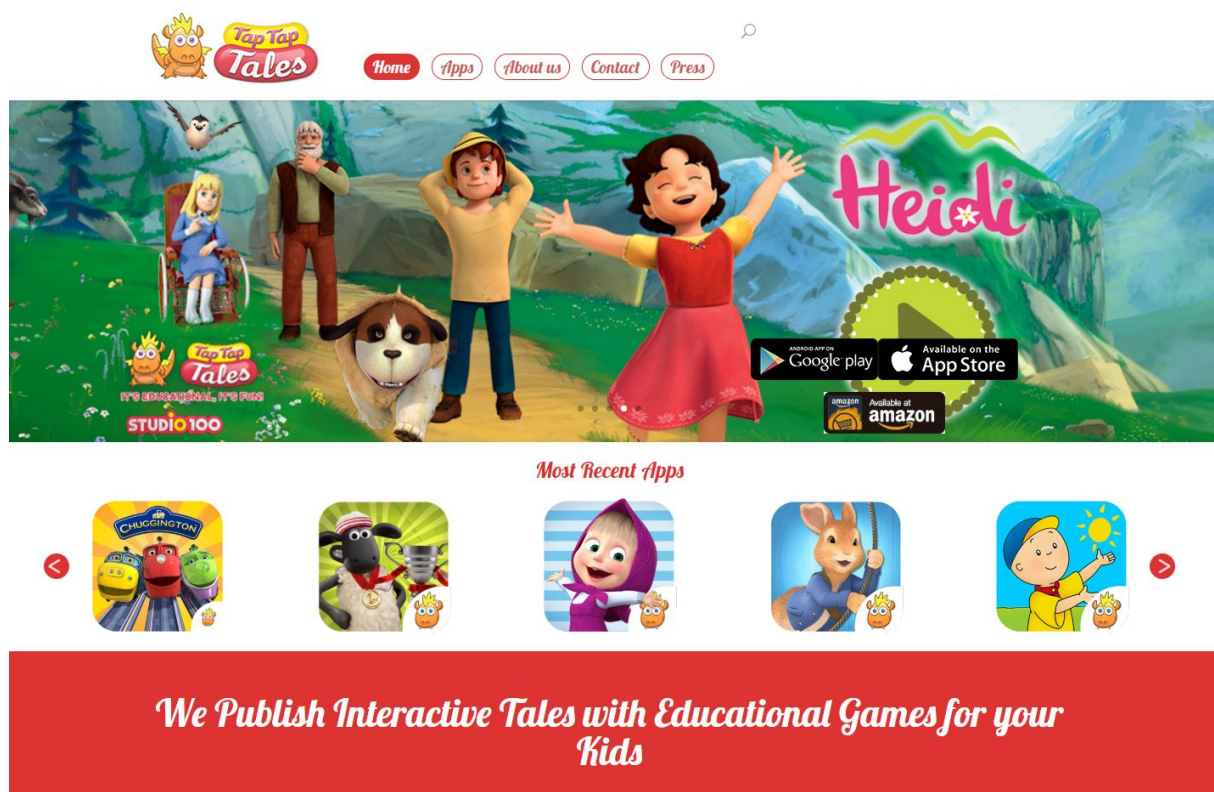 Tap Tap
Tales
Home
Apps
About us
Contact
Press
Heidi
ANDROID APP ON
Google play
Available on the
App Store
amazon
Available at
amazon
Tap Tap
Tales
IT'S EDUCATIONAL, IT'S FUN!
STUDIO 100
Most Recent Apps
CHUGGINGTON
We Publish Interactive Tales with Educational Games for your
Kids